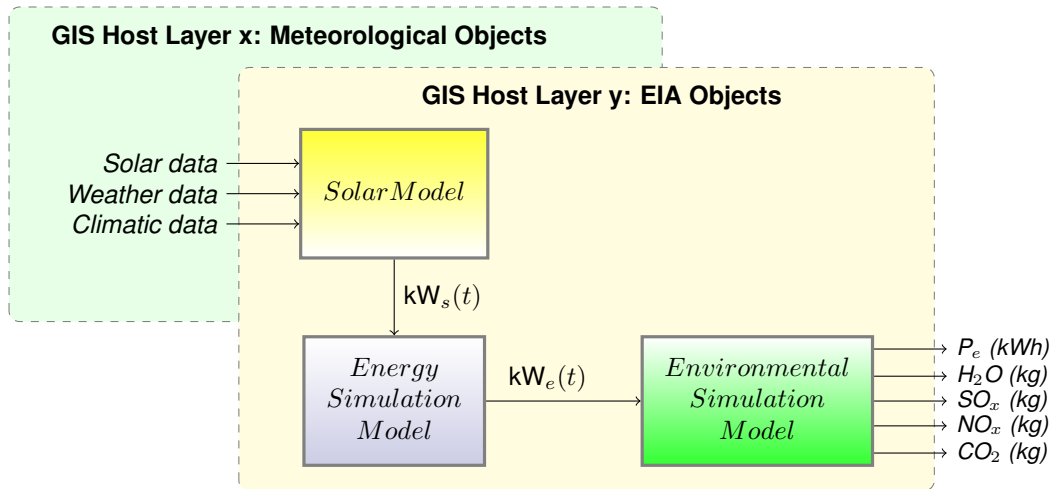 GIS Host Layer x: Meteorological Objects
GIS Host Layer y: EIA Objects
Solar data
Weather data
Climatic data
SolarModel
kW_s(t)
Energy
Simulation
Model
kW_e(t)
Environmental
Simulation
Model
P_e (kWh)
H_2O (kg)
SO_x (kg)
NO_x (kg)
CO_2 (kg)